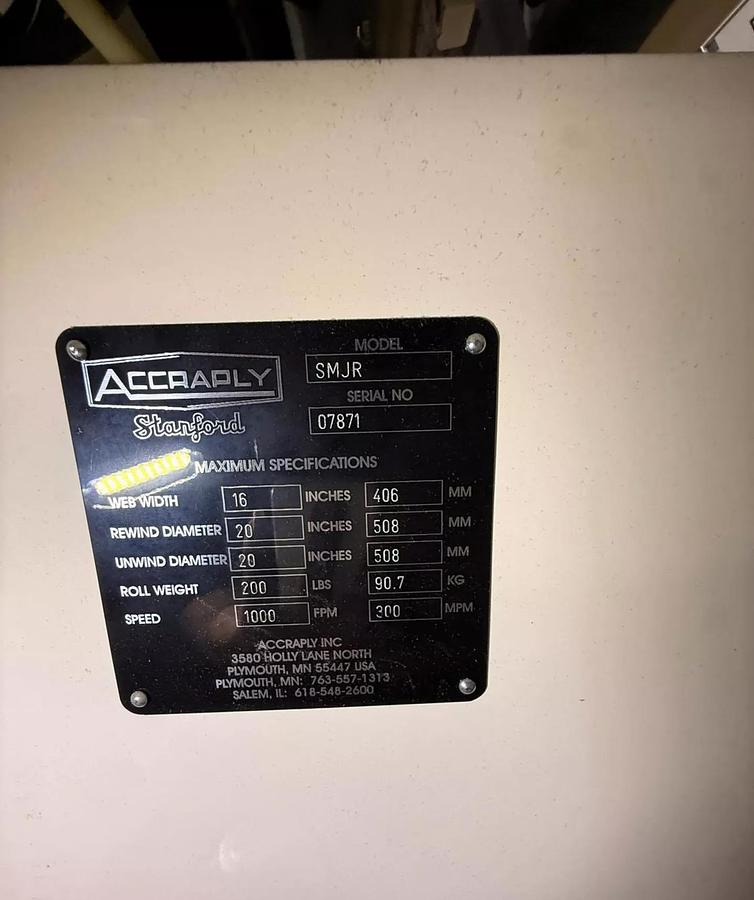 ACCRAPLY
Stanford
MODEL
SMJR
SERIAL NO
07871
MAXIMUM SPECIFICATIONS
WEB WIDTH 16 INCHES 406 MM
REWIND DIAMETER 20 INCHES 508 MM
UNWIND DIAMETER 20 INCHES 508 MM
ROLL WEIGHT 200 LBS 90.7 KG
SPEED 1000 FPM 300 MPM
ACCRAPLY INC
3580 HOLLY LANE NORTH
PLYMOUTH, MN 55447 USA
PLYMOUTH, MN: 763-557-1313
SALEM, IL: 618-548-2600